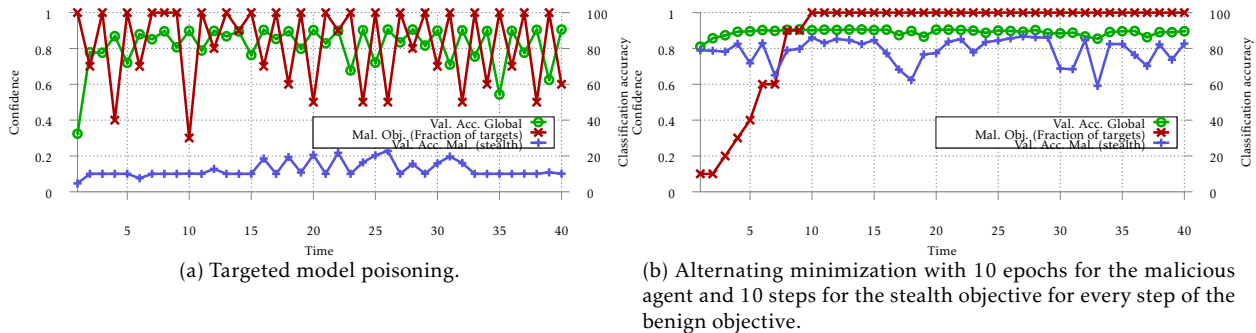 1
0.8
0.6
0.4
0.2
0
100
80
60
40
20
0
Confidence
Classification accuracy
Val. Acc. Global
Mal. Obj. (Fraction of targets)
Val. Acc. Mal. (stealth)
5 10 15 20 25 30 35 40
Time
(a) Targeted model poisoning.
1
0.8
0.6
0.4
0.2
0
100
80
60
40
20
0
Confidence
Classification accuracy
Val. Acc. Global
Mal. Obj. (Fraction of targets)
Val. Acc. Mal. (stealth)
5 10 15 20 25 30 35 40
Time
(b) Alternating minimization with 10 epochs for the malicious
agent and 10 steps for the stealth objective for every step of the
benign objective.